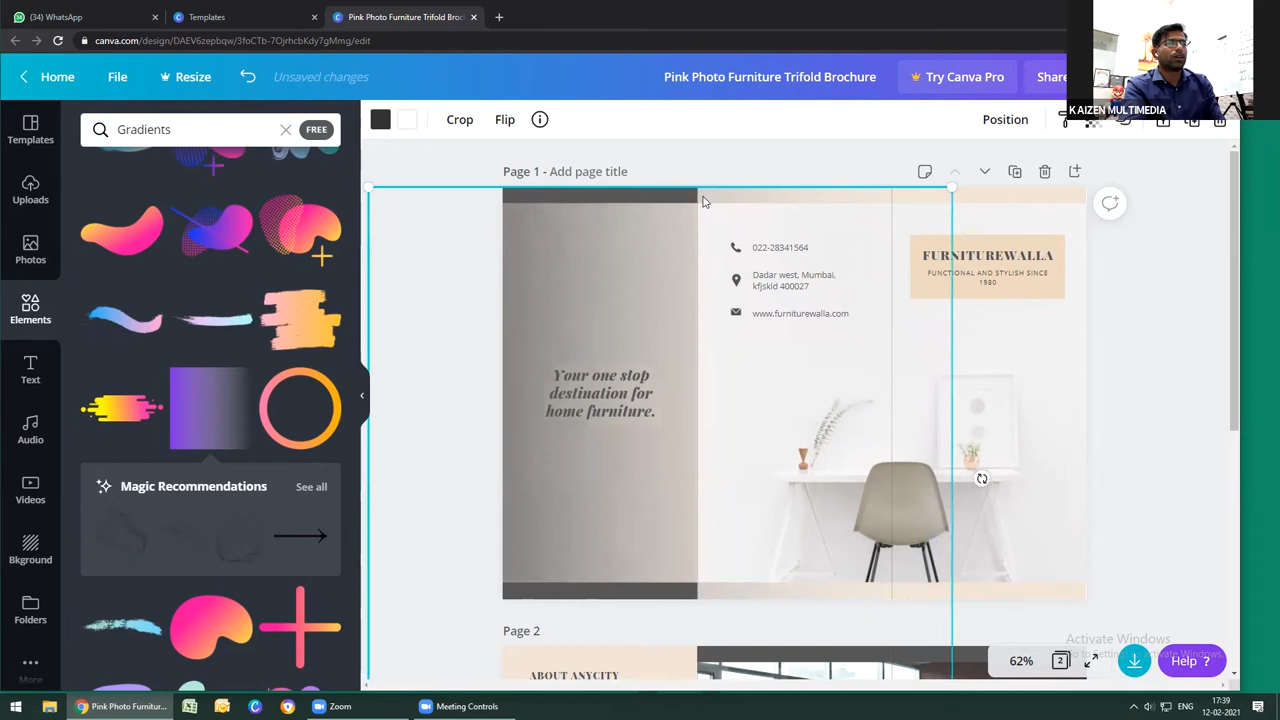 (34) WhatsApp
Templates
Pink Photo Furniture Trifold Broc
canva.com/design/DAEV6zepbqw/3foCTb-7OjrhcbKdy7gMmg/edit
Home
File
Resize
Unsaved changes
Pink Photo Furniture Trifold Brochure
Try Canva Pro
Share
KAIZEN MULTIMEDIA
Templates
Uploads
Photos
Elements
Text
Audio
Videos
Bkground
Folders
More
Gradients
FREE
Magic Recommendations
See all
Crop
Flip
Position
Page 1 - Add page title
Your one stop
destination for
home furniture.
022-28341564
Dadar west, Mumbai,
kfjskld 400027
www.furniturewalla.com
FURNITUREWALLA
FUNCTIONAL AND STYLISH SINCE
1980
Page 2
ABOUT ANYCITY
Activate Windows
62%
2
Help ?
Pink Photo Furnitur...
Zoom
Meeting Controls
ENG
17:39
12-02-2021